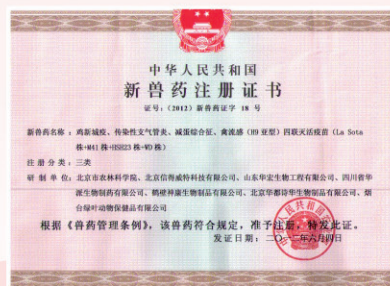 中华人民共和国
新兽药注册证书
证号：(2012) 新兽药证字 18 号
新兽药名称：鸡新城疫、传染性支气管炎、减蛋综合征、禽流感（H9 亚型）四联灭活疫苗（La Sota
株+M41 株+HSH23 株+WD 株）
注册分类：三类
研制单位：北京市农林科学院、北京信得威特科技有限公司、山东华宏生物工程有限公司、四川省华
派生物制药有限公司、鹤壁禅康生物制品有限公司、北京华都诗华生物制品有限公司、烟
台绿叶动物保健品有限公司
根据《兽药管理条例》，该兽药符合规定，准予注册，特发此证。
发证日期：二〇一二年六月四日